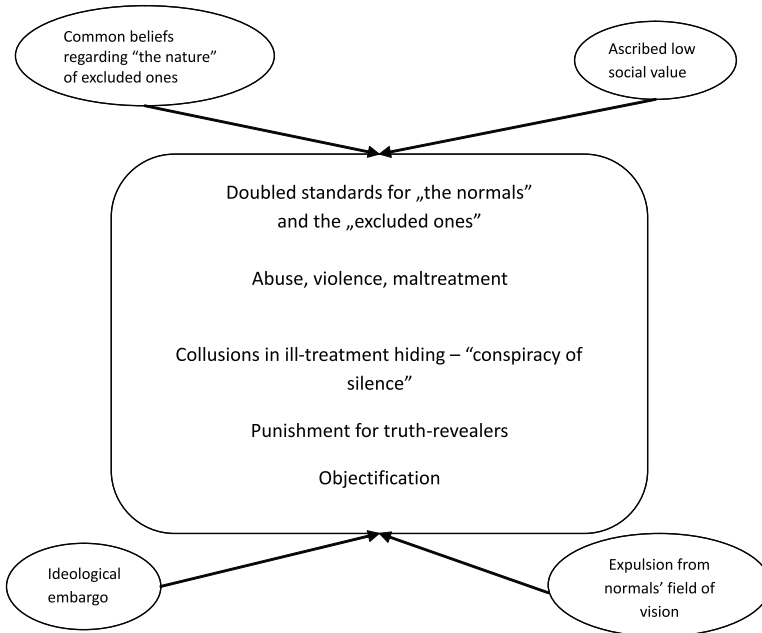 Common beliefs
regarding “the nature”
of excluded ones
Ascribed low
social value
Doubled standards for „the normals”
and the „excluded ones”
Abuse, violence, maltreatment
Collusions in ill-treatment hiding – “conspiracy of
silence”
Punishment for truth-revealers
Objectification
Ideological
embargo
Expulsion from
normals’ field of
vision